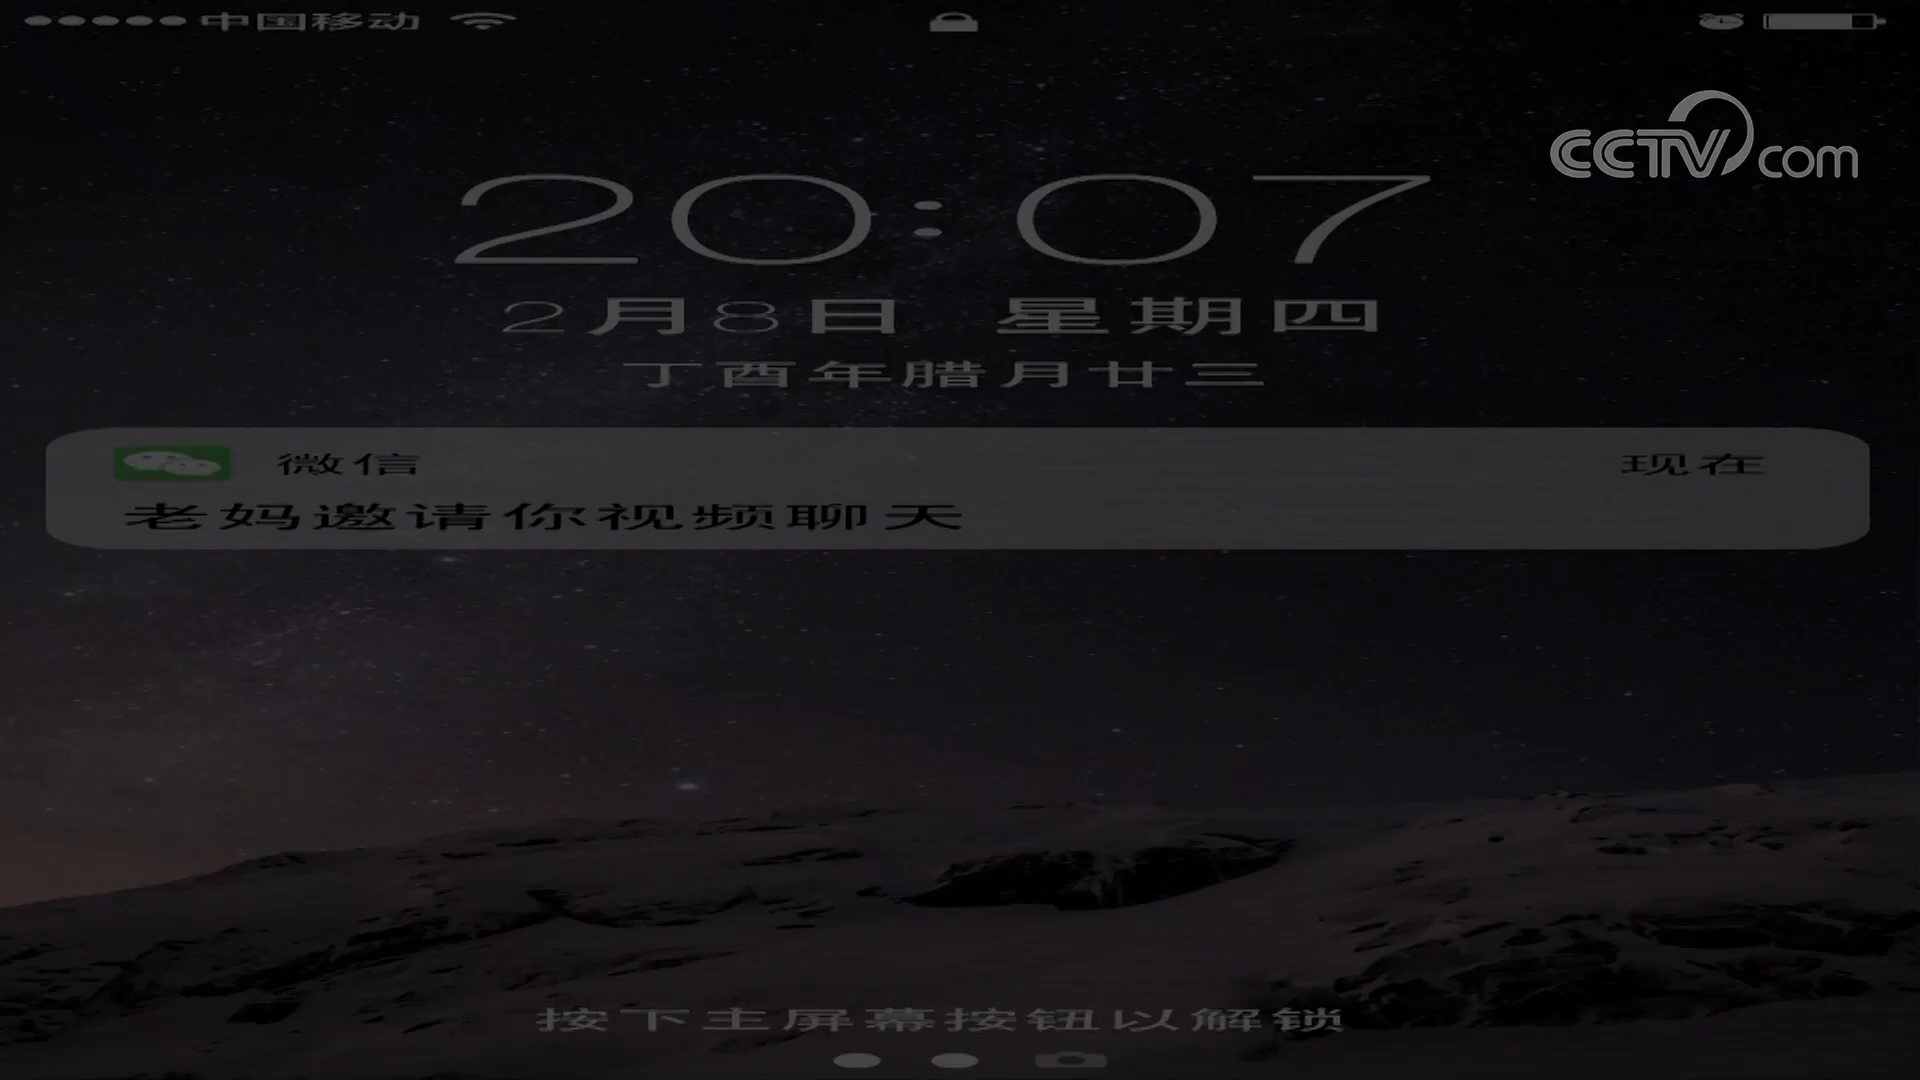 中国移动
CCTV.com
20:07
2月8日 星期四
丁酉年腊月廿三
微信 现在
老妈邀请你视频聊天
按下主屏幕按钮以解锁